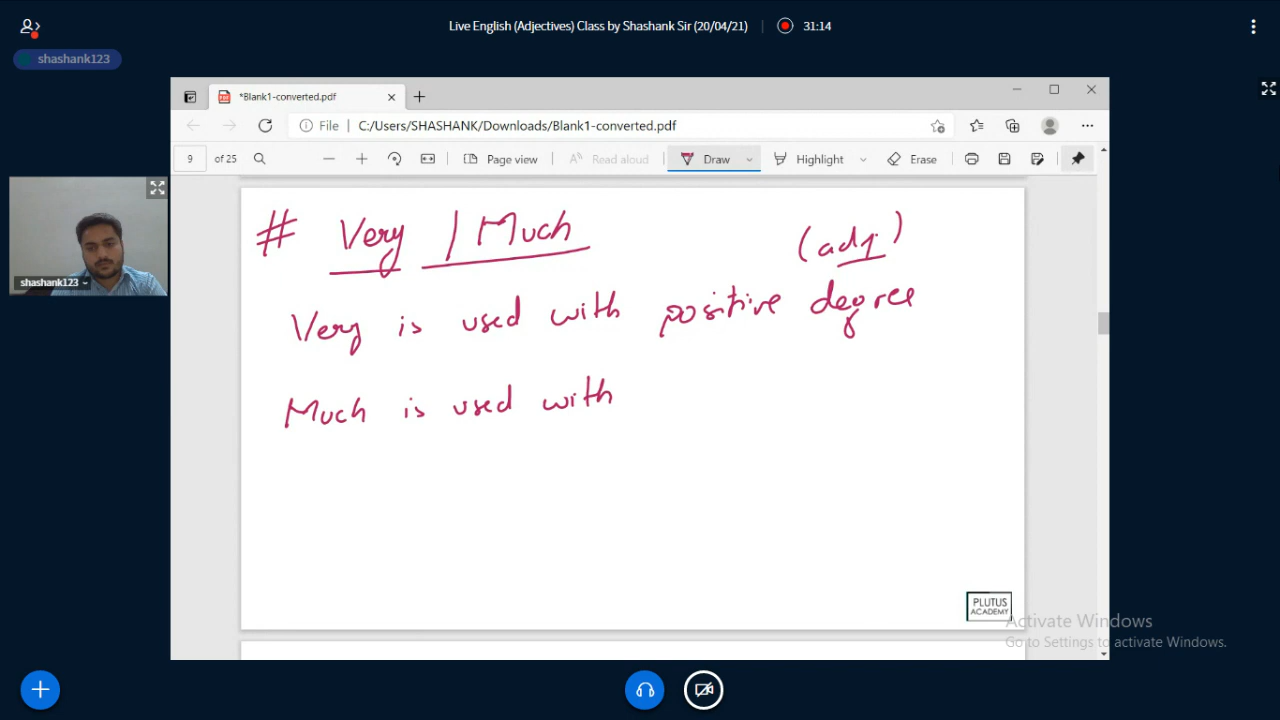 Live English (Adjectives) Class by Shashank Sir (20/04/21)
31:14
shashank123
*Blank1-converted.pdf
File
C:/Users/SHASHANK/Downloads/Blank1-converted.pdf
9 of 25
Page view
Read aloud
Draw
Highlight
Erase
shashank123
# Very / Much
(adj.)
Very is used with positive degree
Much is used with
PLUTUS
ACADEMY
Activate Windows
Go to Settings to activate Windows.